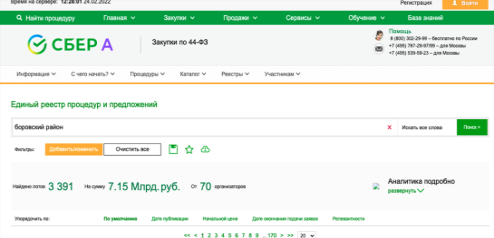 Время на сервере: 12:28:01 24.02.2022
Регистрация Войти
Найти процедуру Главная Закупки Продажи Сервисы Обучение База знаний
СБЕР А Закупки по 44-ФЗ
Помощь
8 (800) 302-29-99 – бесплатно по России
+7 (495) 787-29-97/99 – для Москвы
+7 (495) 539-59-23 – для Москвы
Информация С чего начать? Процедуры Каталог Реестры Участникам
Единый реестр процедур и предложений
боровский район X Искать все слова Поиск
Фильтры: Очистить все
Найдено лотов 3 391 На сумму 7.15 Млрд. руб. От 70 организаторов
Аналитика подробно
развернуть
Упорядочить по: По умолчанию Дате публикации Начальной цене Дате окончания подачи заявок Релевантности
<< < 1 2 3 4 5 6 7 8 9 ...170 > >> 20